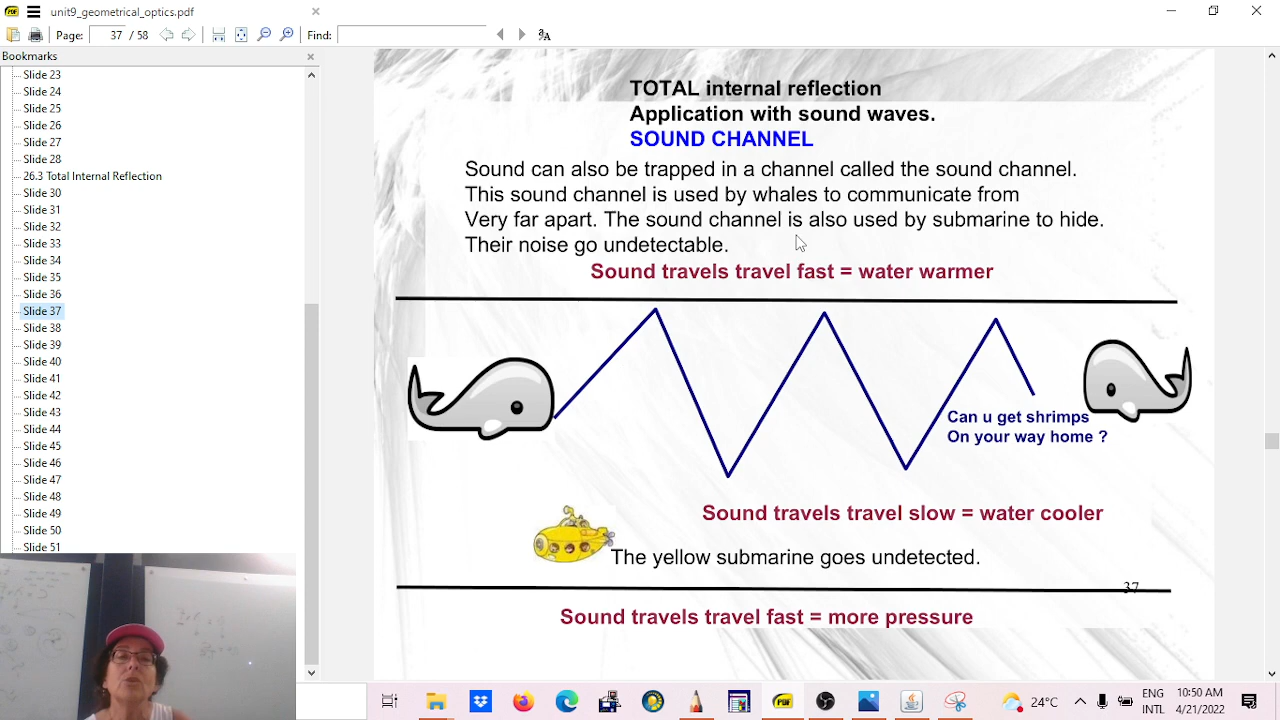 unit9_geometrical_optics.pdf
Page: 37 / 58 Find:
Bookmarks
Slide 23
Slide 24
Slide 25
Slide 26
Slide 27
Slide 28
26.3 Total Internal Reflection
Slide 30
Slide 31
Slide 32
Slide 33
Slide 34
Slide 35
Slide 36
Slide 37
Slide 38
Slide 39
Slide 40
Slide 41
Slide 42
Slide 43
Slide 44
Slide 45
Slide 46
Slide 47
Slide 48
Slide 49
Slide 50
Slide 51
TOTAL internal reflection
Application with sound waves.
SOUND CHANNEL
Sound can also be trapped in a channel called the sound channel.
This sound channel is used by whales to communicate from
Very far apart. The sound channel is also used by submarine to hide.
Their noise go undetectable.
Sound travels travel fast = water warmer
Can u get shrimps
On your way home ?
Sound travels travel slow = water cooler
The yellow submarine goes undetected.
37
Sound travels travel fast = more pressure
24°C
ENG
INTL
10:50 AM
4/21/2022